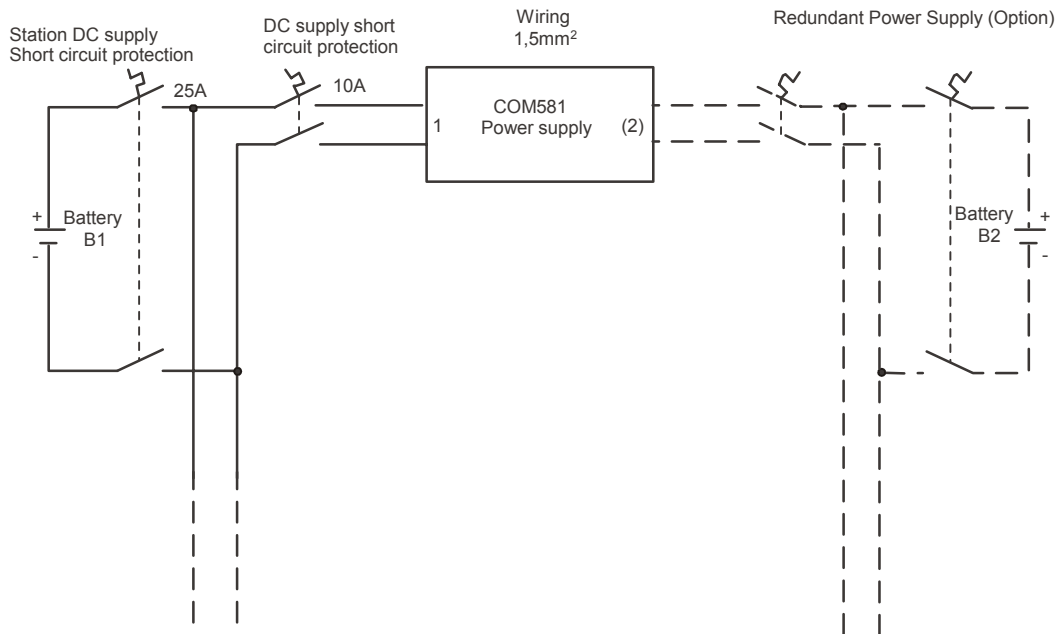 Station DC supply
Short circuit protection
25A
DC supply short
circuit protection
10A
Wiring
1,5mm²
COM581
Power supply
1
(2)
Redundant Power Supply (Option)
+
Battery
B1
-
Battery
B2
+
-